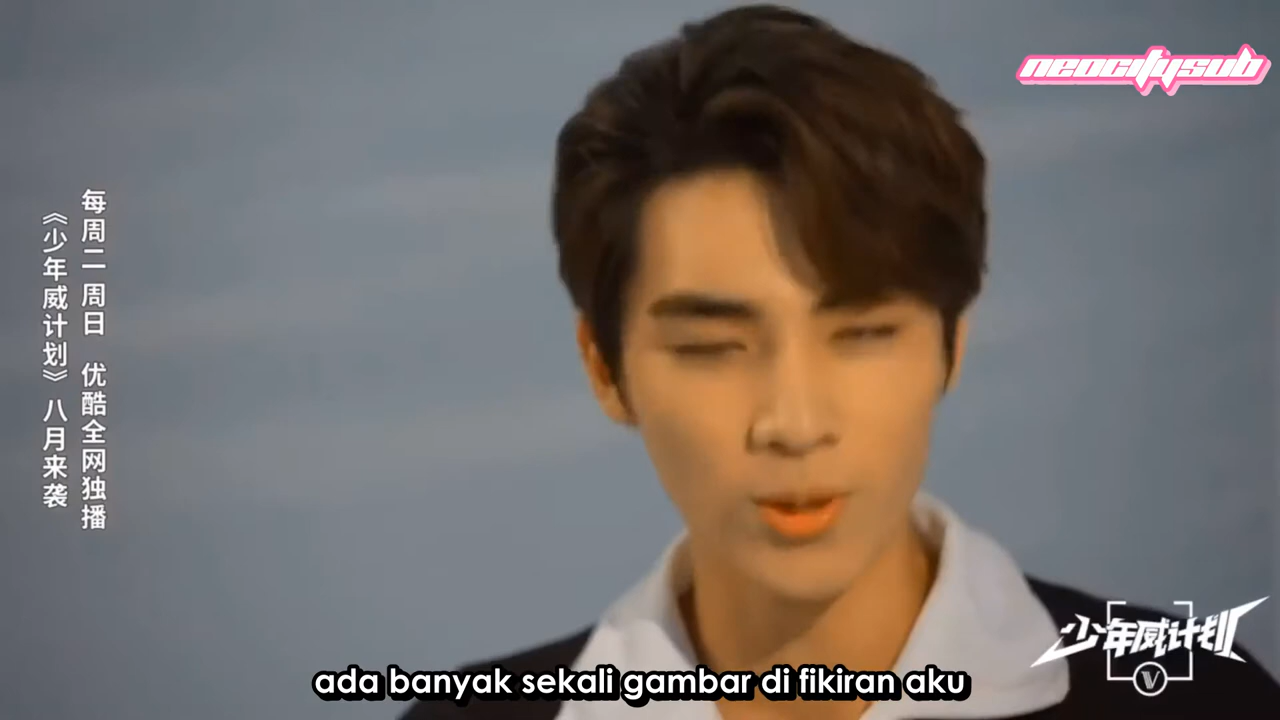 neocitysub
每周二周日 优酷全网独播
《少年威计划》八月来袭
少年威计划
V
ada banyak sekali gambar di fikiran aku